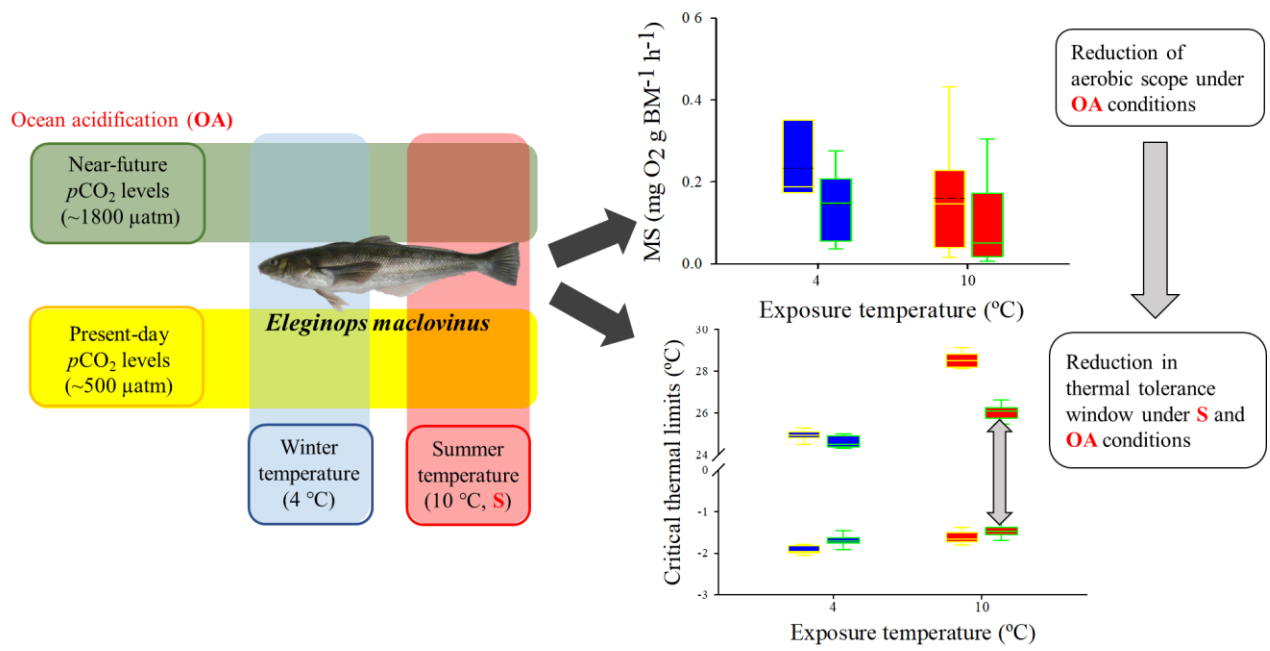 Ocean acidification (OA)
Near-future
pCO2 levels
(~1800 µatm)
Present-day
pCO2 levels
(~500 µatm)
Eleginops maclovinus
Winter
temperature
(4 °C)
Summer
temperature
(10 °C, S)
MS (mg O2 g BM-1 h-1)
0 6
0.4
0.2
0.0
4
10
Exposure temperature (ºC)
Critical thermal limits (°C)
30
28
26
24
0
-1
-2
-3
4
10
Exposure temperature (ºC)
Reduction of
aerobic scope under
OA conditions
Reduction in
thermal tolerance
window under S and
OA conditions